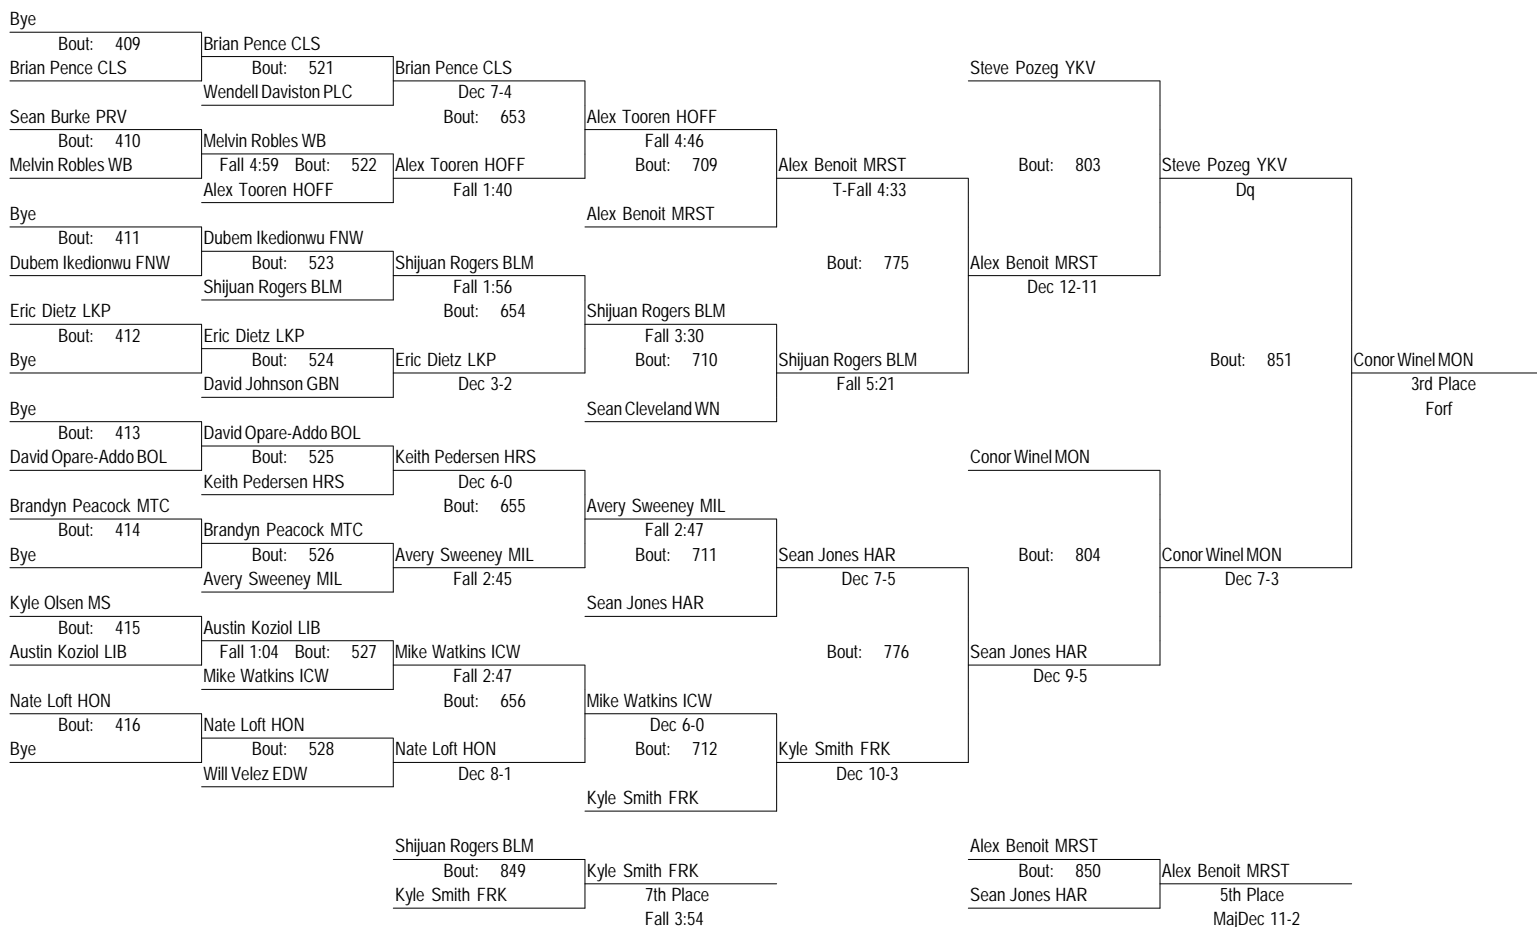 Bye
Bout: 409 Brian Pence CLS
Brian Pence CLS Bout: 521 Brian Pence CLS Steve Pozeg YKV
Wendell Daviston PLC Dec 7-4
Sean Burke PRV Bout: 653 Alex Tooren HOFF
Bout: 410 Melvin Robles WB Fall 4:46
Melvin Robles WB Fall 4:59 Bout: 522 Alex Tooren HOFF Bout: 709 Alex Benoit MRST Bout: 803 Steve Pozeg YKV
Alex Tooren HOFF Fall 1:40 T-Fall 4:33 Dq
Bye Alex Benoit MRST
Bout: 411 Dubem Ikedionwu FNW
Dubem Ikedionwu FNW Bout: 523 Shijuan Rogers BLM Bout: 775 Alex Benoit MRST
Shijuan Rogers BLM Fall 1:56 Dec 12-11
Eric Dietz LKP Bout: 654 Shijuan Rogers BLM
Bout: 412 Eric Dietz LKP Fall 3:30
Bye Bout: 524 Eric Dietz LKP Bout: 710 Shijuan Rogers BLM Bout: 851 Conor Winel MON
David Johnson GBN Dec 3-2 Fall 5:21 3rd Place
Bye Sean Cleveland WN Forf
Bout: 413 David Opare-Addo BOL
David Opare-Addo BOL Bout: 525 Keith Pedersen HRS Conor Winel MON
Keith Pedersen HRS Dec 6-0
Brandyn Peacock MTC Bout: 655 Avery Sweeney MIL
Bout: 414 Brandyn Peacock MTC Fall 2:47
Bye Bout: 526 Avery Sweeney MIL Bout: 711 Sean Jones HAR Bout: 804 Conor Winel MON
Avery Sweeney MIL Fall 2:45 Dec 7-5 Dec 7-3
Kyle Olsen MS Sean Jones HAR
Bout: 415 Austin Koziol LIB
Austin Koziol LIB Fall 1:04 Bout: 527 Mike Watkins ICW Bout: 776 Sean Jones HAR
Mike Watkins ICW Fall 2:47 Dec 9-5
Nate Loft HON Bout: 656 Mike Watkins ICW
Bout: 416 Nate Loft HON Dec 6-0
Bye Bout: 528 Nate Loft HON Bout: 712 Kyle Smith FRK
Will Velez EDW Dec 8-1 Dec 10-3
Kyle Smith FRK
Shijuan Rogers BLM Alex Benoit MRST
Bout: 849 Kyle Smith FRK Bout: 850 Alex Benoit MRST
Kyle Smith FRK 7th Place Sean Jones HAR 5th Place
Fall 3:54 MajDec 11-2